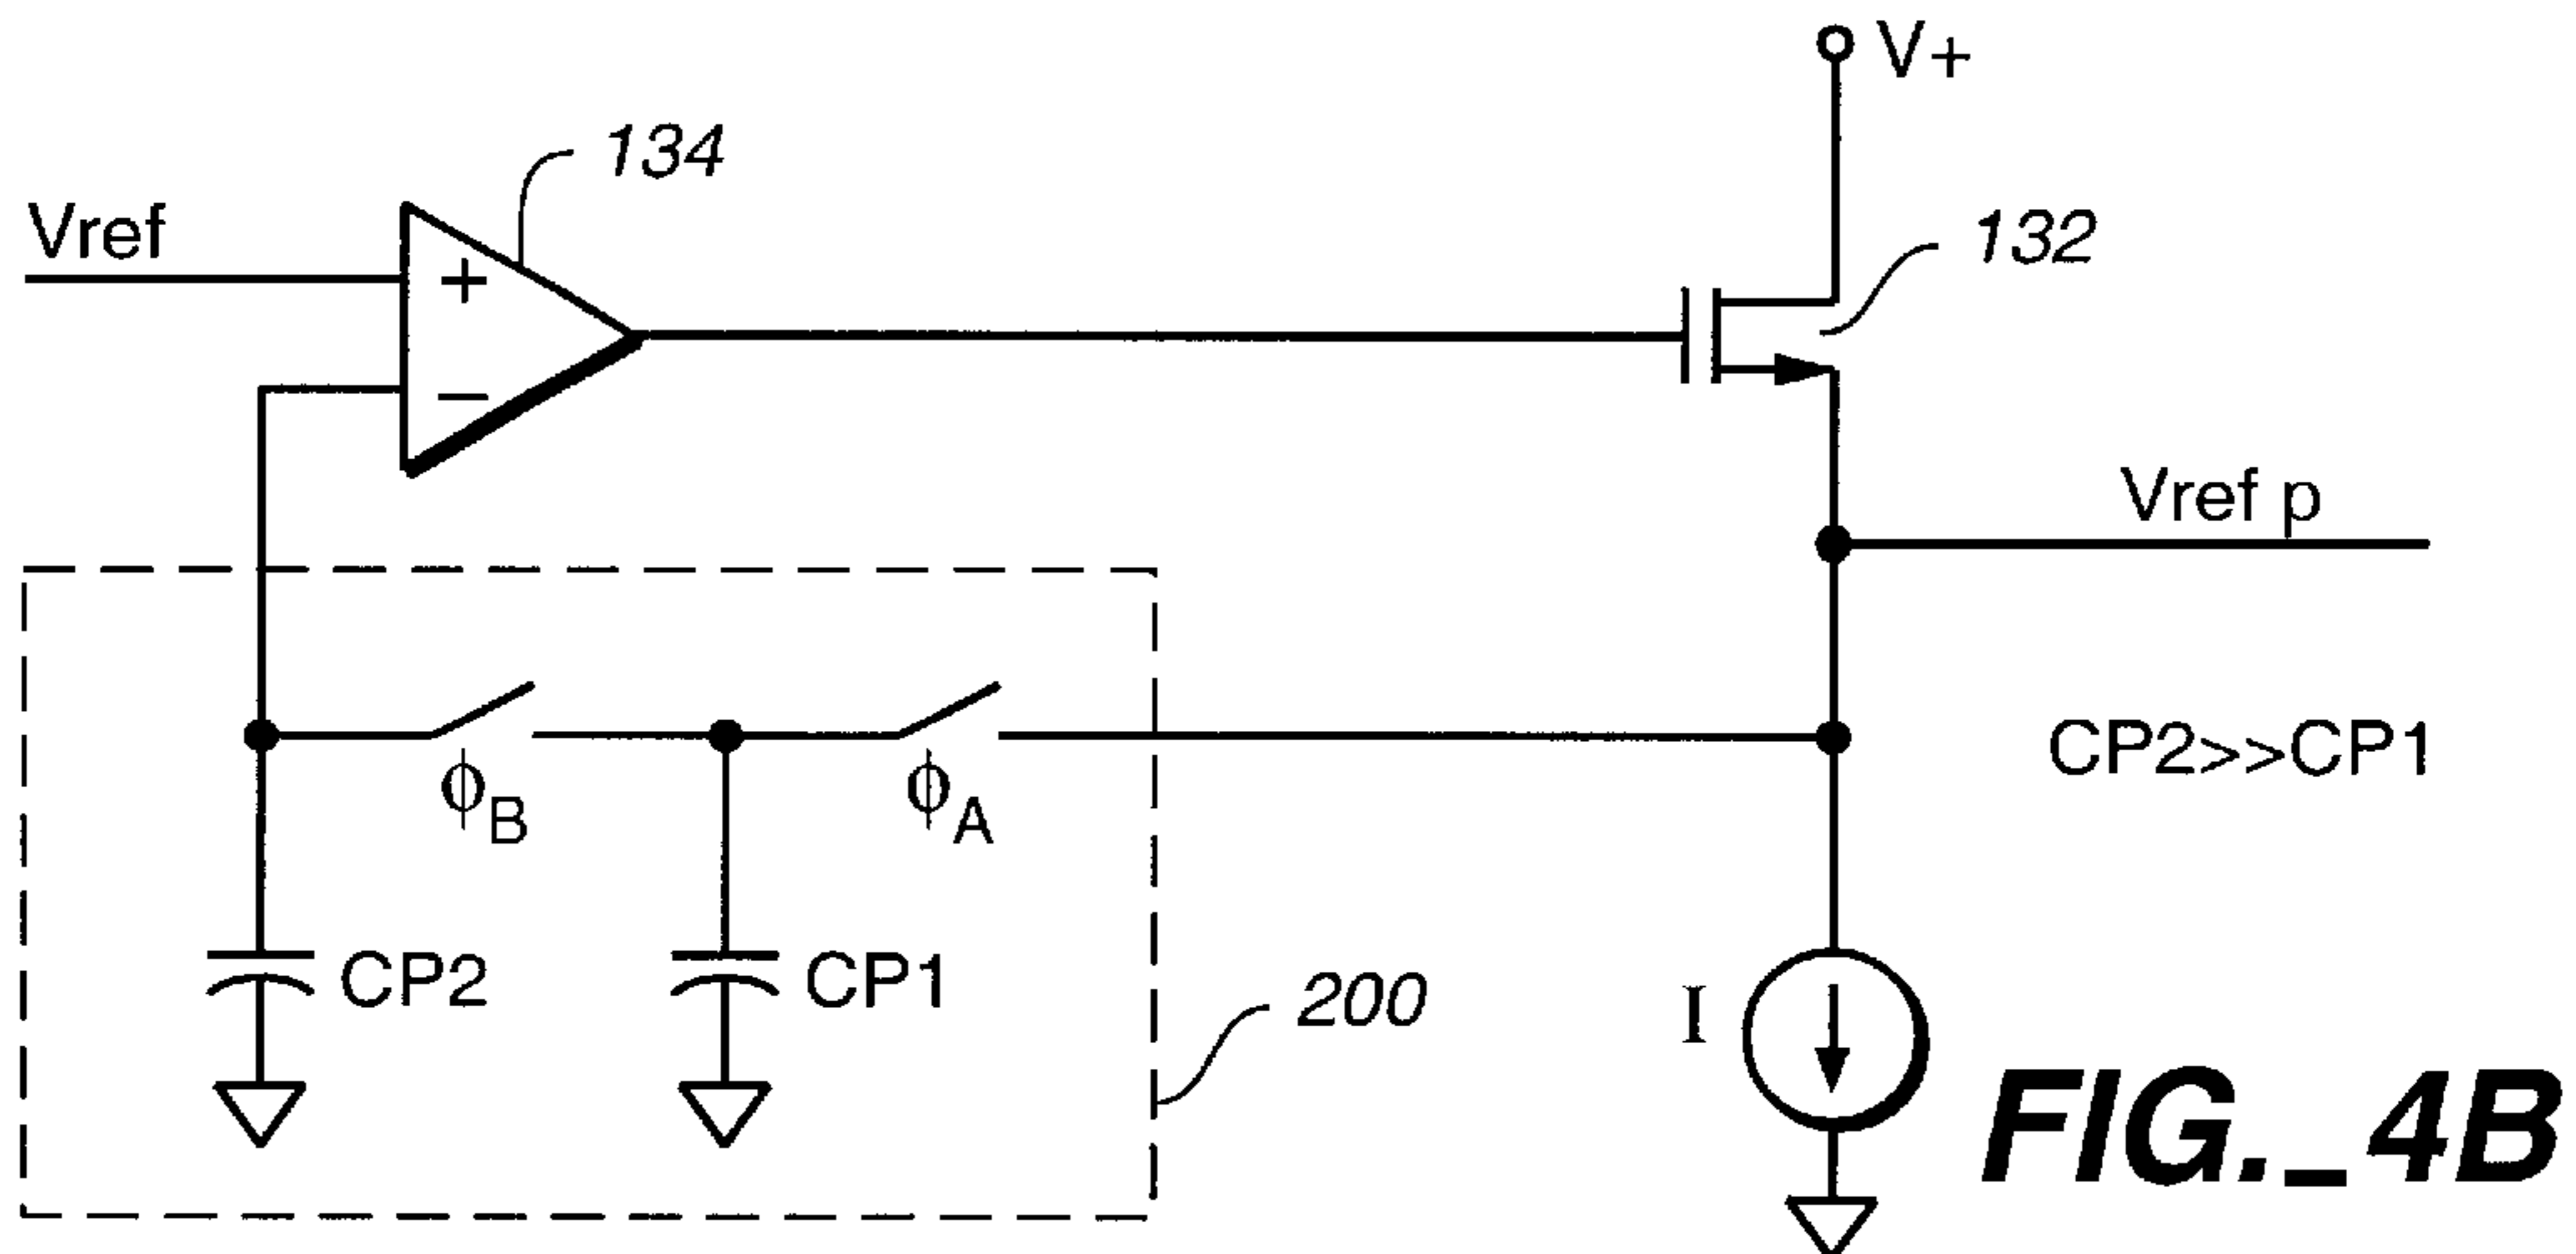 V+
134
Vref
132
+
−
Vref p
CP2>>CP1
ϕB
ϕA
CP2
CP1
200
I
FIG._4B